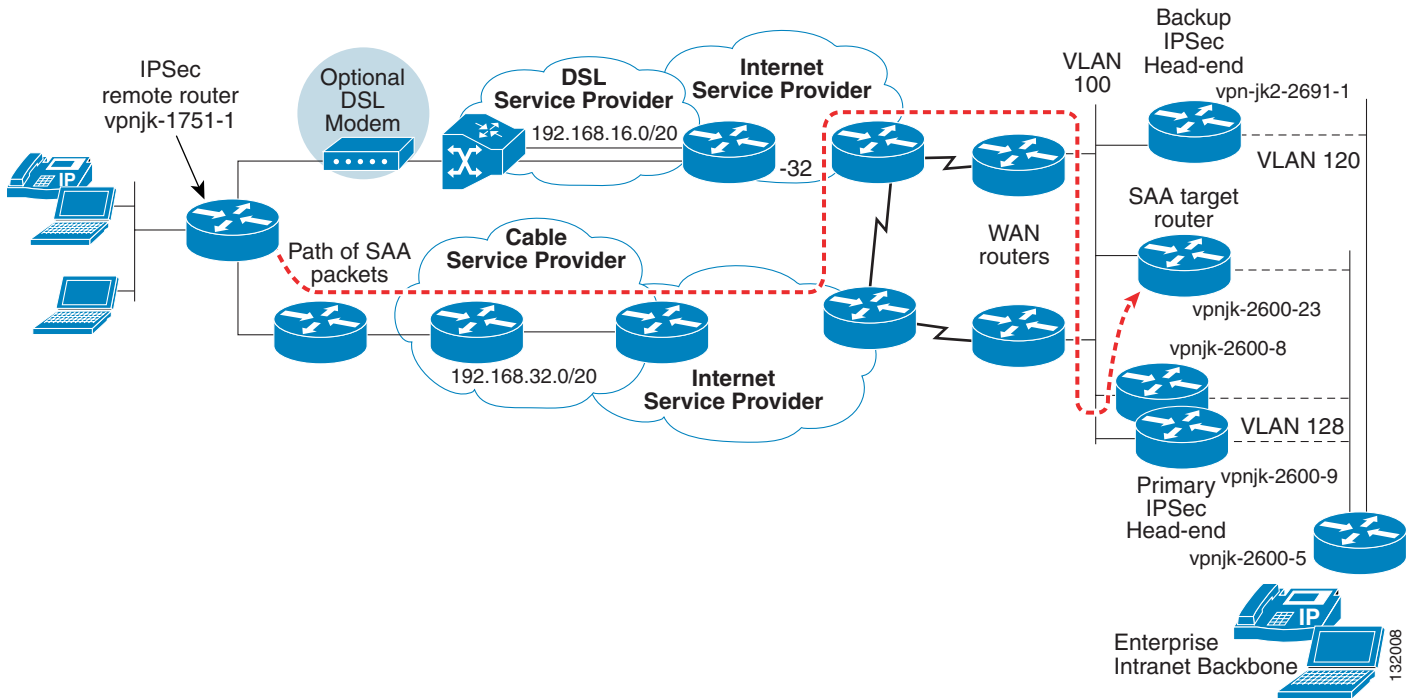 IPSec
remote router
vpnjk-1751-1
IP
Optional
DSL
Modem
DSL
Service Provider
192.168.16.0/20
Internet
Service Provider
-32
VLAN
100
Backup
IPSec
Head-end
vpn-jk2-2691-1
VLAN 120
SAA target
router
vpnjk-2600-23
Path of SAA
packets
Cable
Service Provider
192.168.32.0/20
Internet
Service Provider
WAN
routers
vpnjk-2600-8
VLAN 128
vpnjk-2600-9
Primary
IPSec
Head-end
vpnjk-2600-5
IP
Enterprise
Intranet Backbone
132008